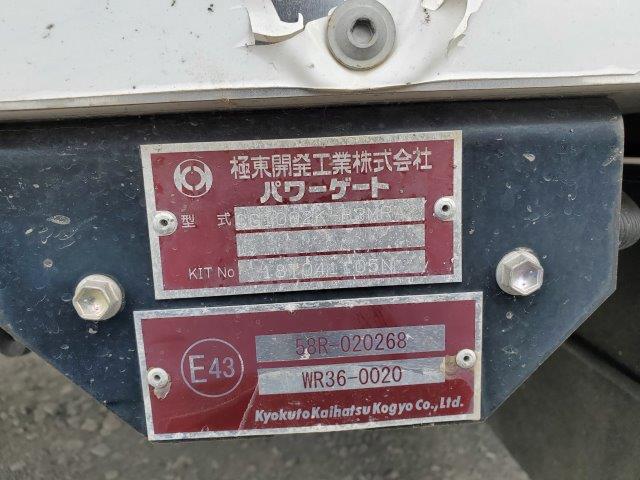 極東開発工業株式会社
パワーゲート
型 式
KIT No
E43
58R-020268
WR36-0020
Kyokuto Kaihatsu Kogyo Co., Ltd.